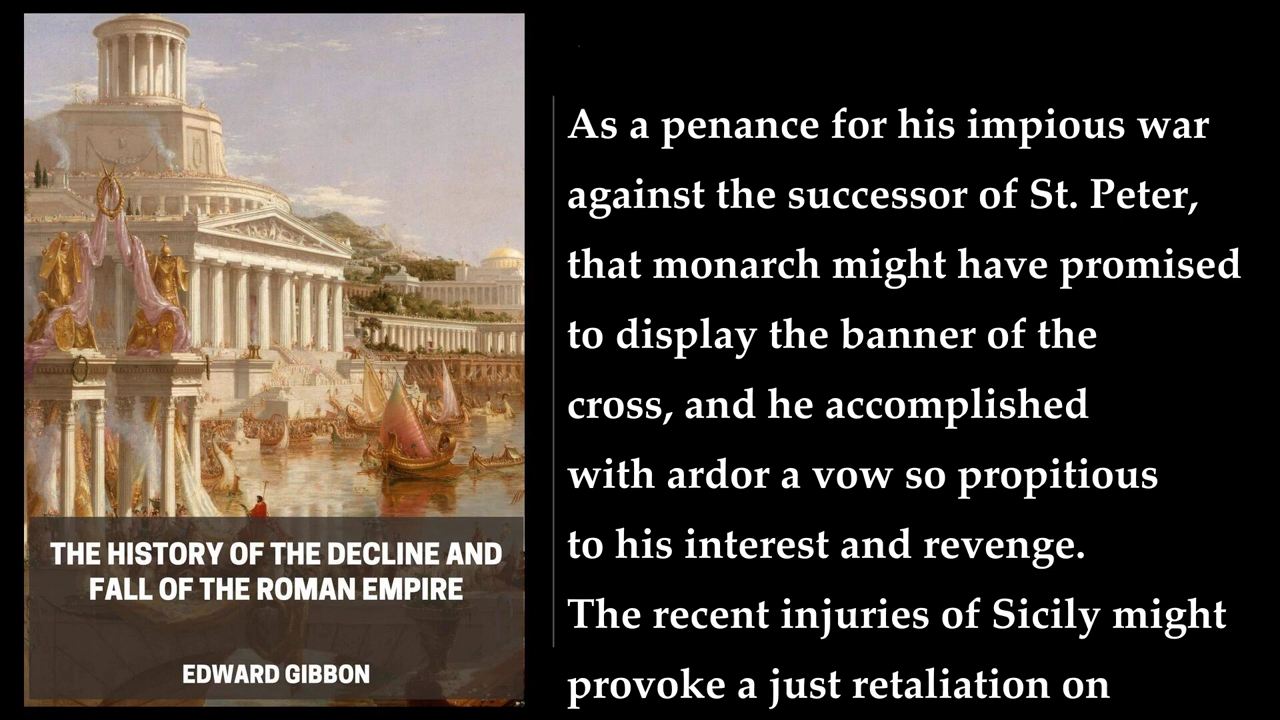 THE HISTORY OF THE DECLINE AND
FALL OF THE ROMAN EMPIRE
EDWARD GIBBON
As a penance for his impious war
against the successor of St. Peter,
that monarch might have promised
to display the banner of the
cross, and he accomplished
with ardor a vow so propitious
to his interest and revenge.
The recent injuries of Sicily might
provoke a just retaliation on